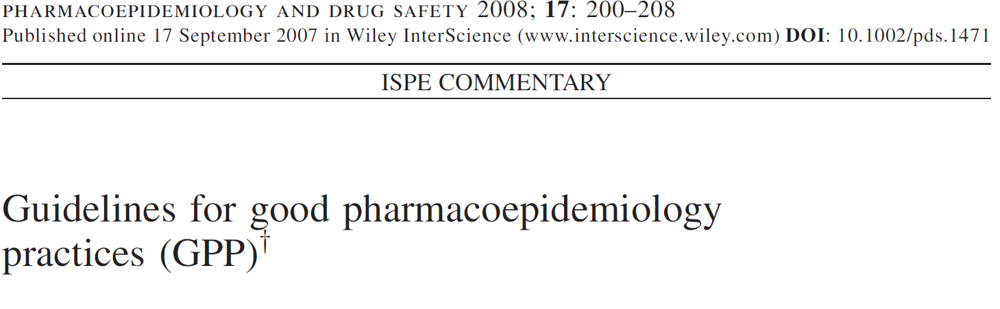 PHARMACOEPIDEMIOLOGY AND DRUG SAFETY 2008; 17: 200–208
Published online 17 September 2007 in Wiley InterScience (www.interscience.wiley.com) DOI: 10.1002/pds.1471
ISPE COMMENTARY
Guidelines for good pharmacoepidemiology
practices (GPP)†